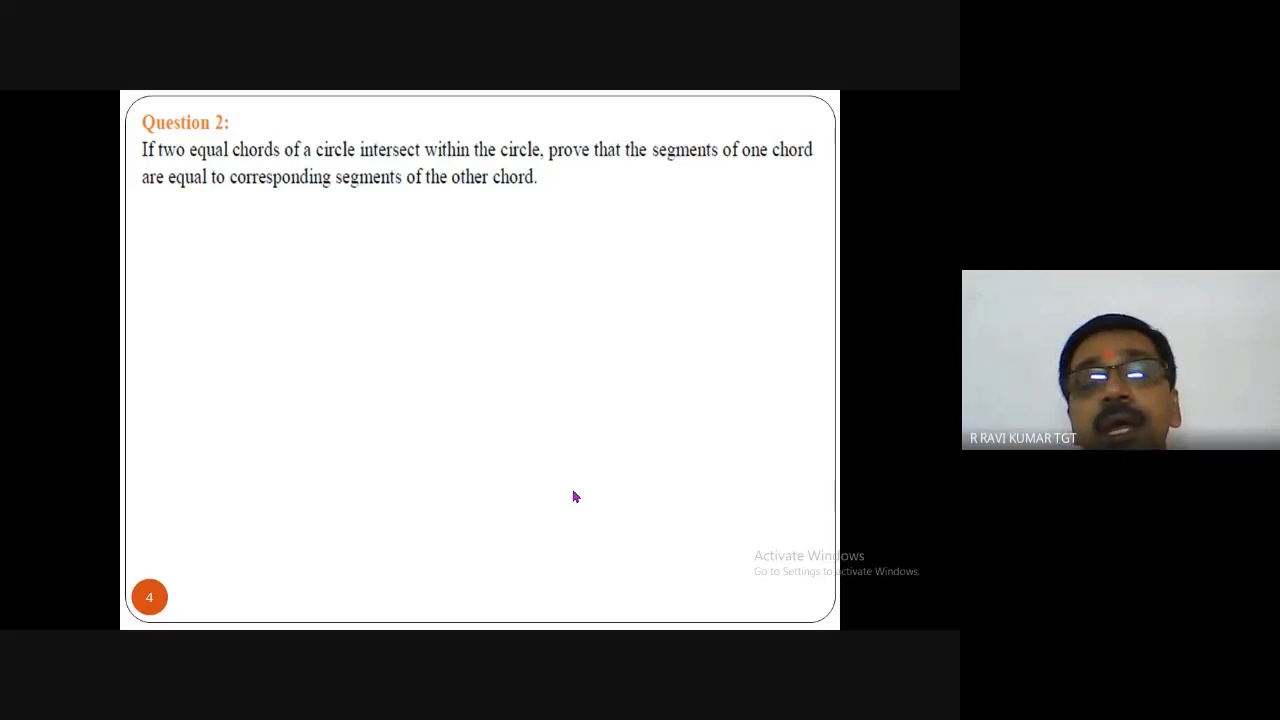 Question 2:
If two equal chords of a circle intersect within the circle, prove that the segments of one chord
are equal to corresponding segments of the other chord.
R RAVI KUMAR TGT
Activate Windows
Go to Settings to activate Windows.
4